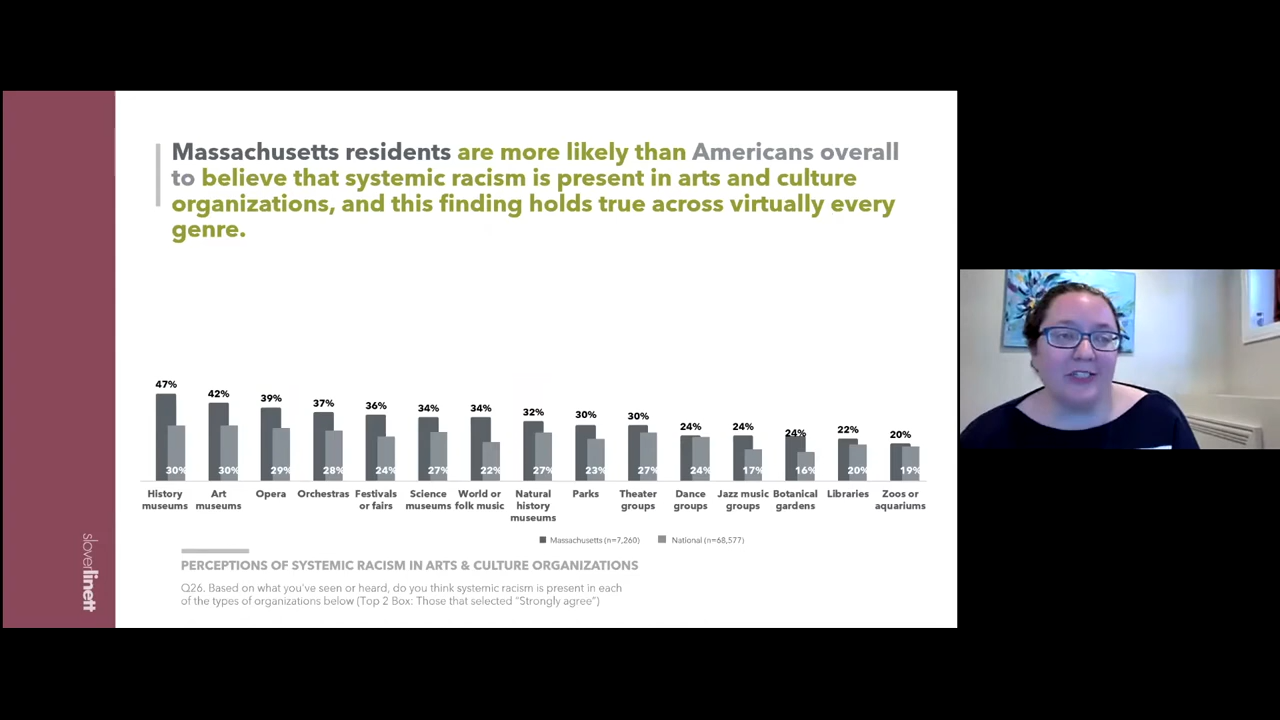 Massachusetts residents are more likely than Americans overall
to believe that systemic racism is present in arts and culture
organizations, and this finding holds true across virtually every
genre.
47%
42%
39%
37%
36%
34%
34%
32%
30%
30%
24%
24%
24%
22%
20%
30%
30%
29%
28%
24%
27%
22%
27%
23%
27%
24%
17%
16%
20%
19%
History
museums
Art
museums
Opera
Orchestras
Festivals
or fairs
Science
museums
World or
folk music
Natural
history
museums
Parks
Theater
groups
Dance
groups
Jazz music
groups
Botanical
gardens
Libraries
Zoos or
aquariums
Massachusetts (n=7,260)
National (n=68,577)
PERCEPTIONS OF SYSTEMIC RACISM IN ARTS & CULTURE ORGANIZATIONS
Q26. Based on what you've seen or heard, do you think systemic racism is present in each
of the types of organizations below (Top 2 Box: Those that selected "Strongly agree")
sloverlinett